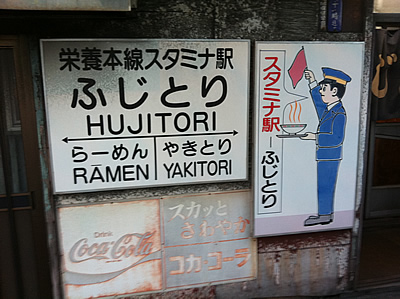 栄養本線スタミナ駅
ふじとり
HUJITORI
らーめん やきとり
RAMEN YAKITORI
スタミナ駅―ふじとり
Drink
Coca-Cola
スカッと
さわやか
コカ・コーラ